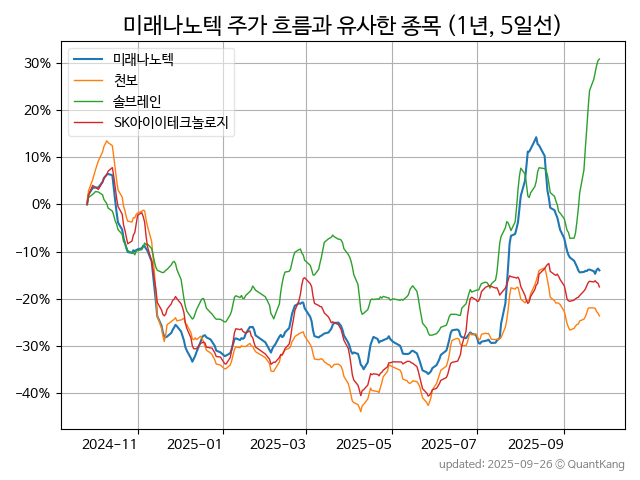 미래나노텍 주가 흐름과 유사한 종목 (1년, 5일선)
미래나노텍
천보
솔브레인
SK아이이테크놀로지
30%
20%
10%
0%
−10%
−20%
−30%
−40%
2024-11 2025-01 2025-03 2025-05 2025-07 2025-09
updated: 2025-09-26 © QuantKang